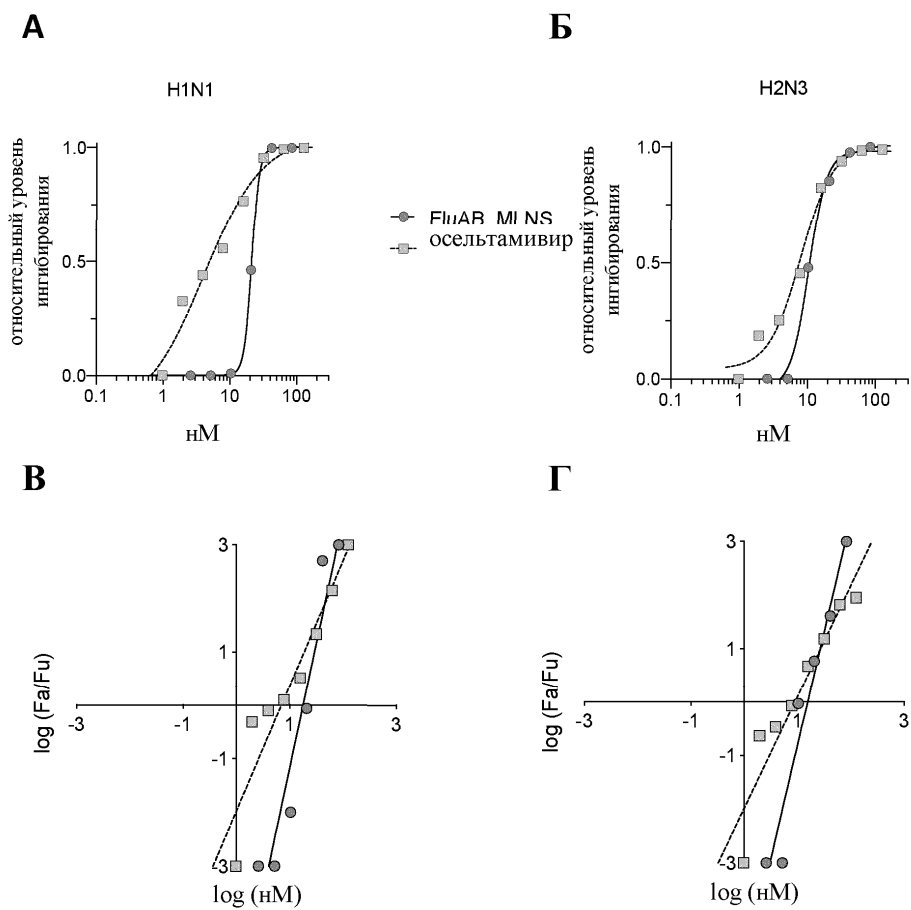 А
Б
H1N1
H2N3
относительный уровень
ингибирования
1.0
0.5
0.0
0.1
1
10
100
нМ
FluAB_MLNS
осельтамивир
относительный уровень
ингибирования
1.0
0.5
0.0
0.1
1
10
100
нМ
В
Г
log (Fa/Fu)
3
1
-1
-3
-3
-1
1
3
log (нМ)
log (Fa/Fu)
3
1
-1
-3
-3
-1
1
3
log (нМ)